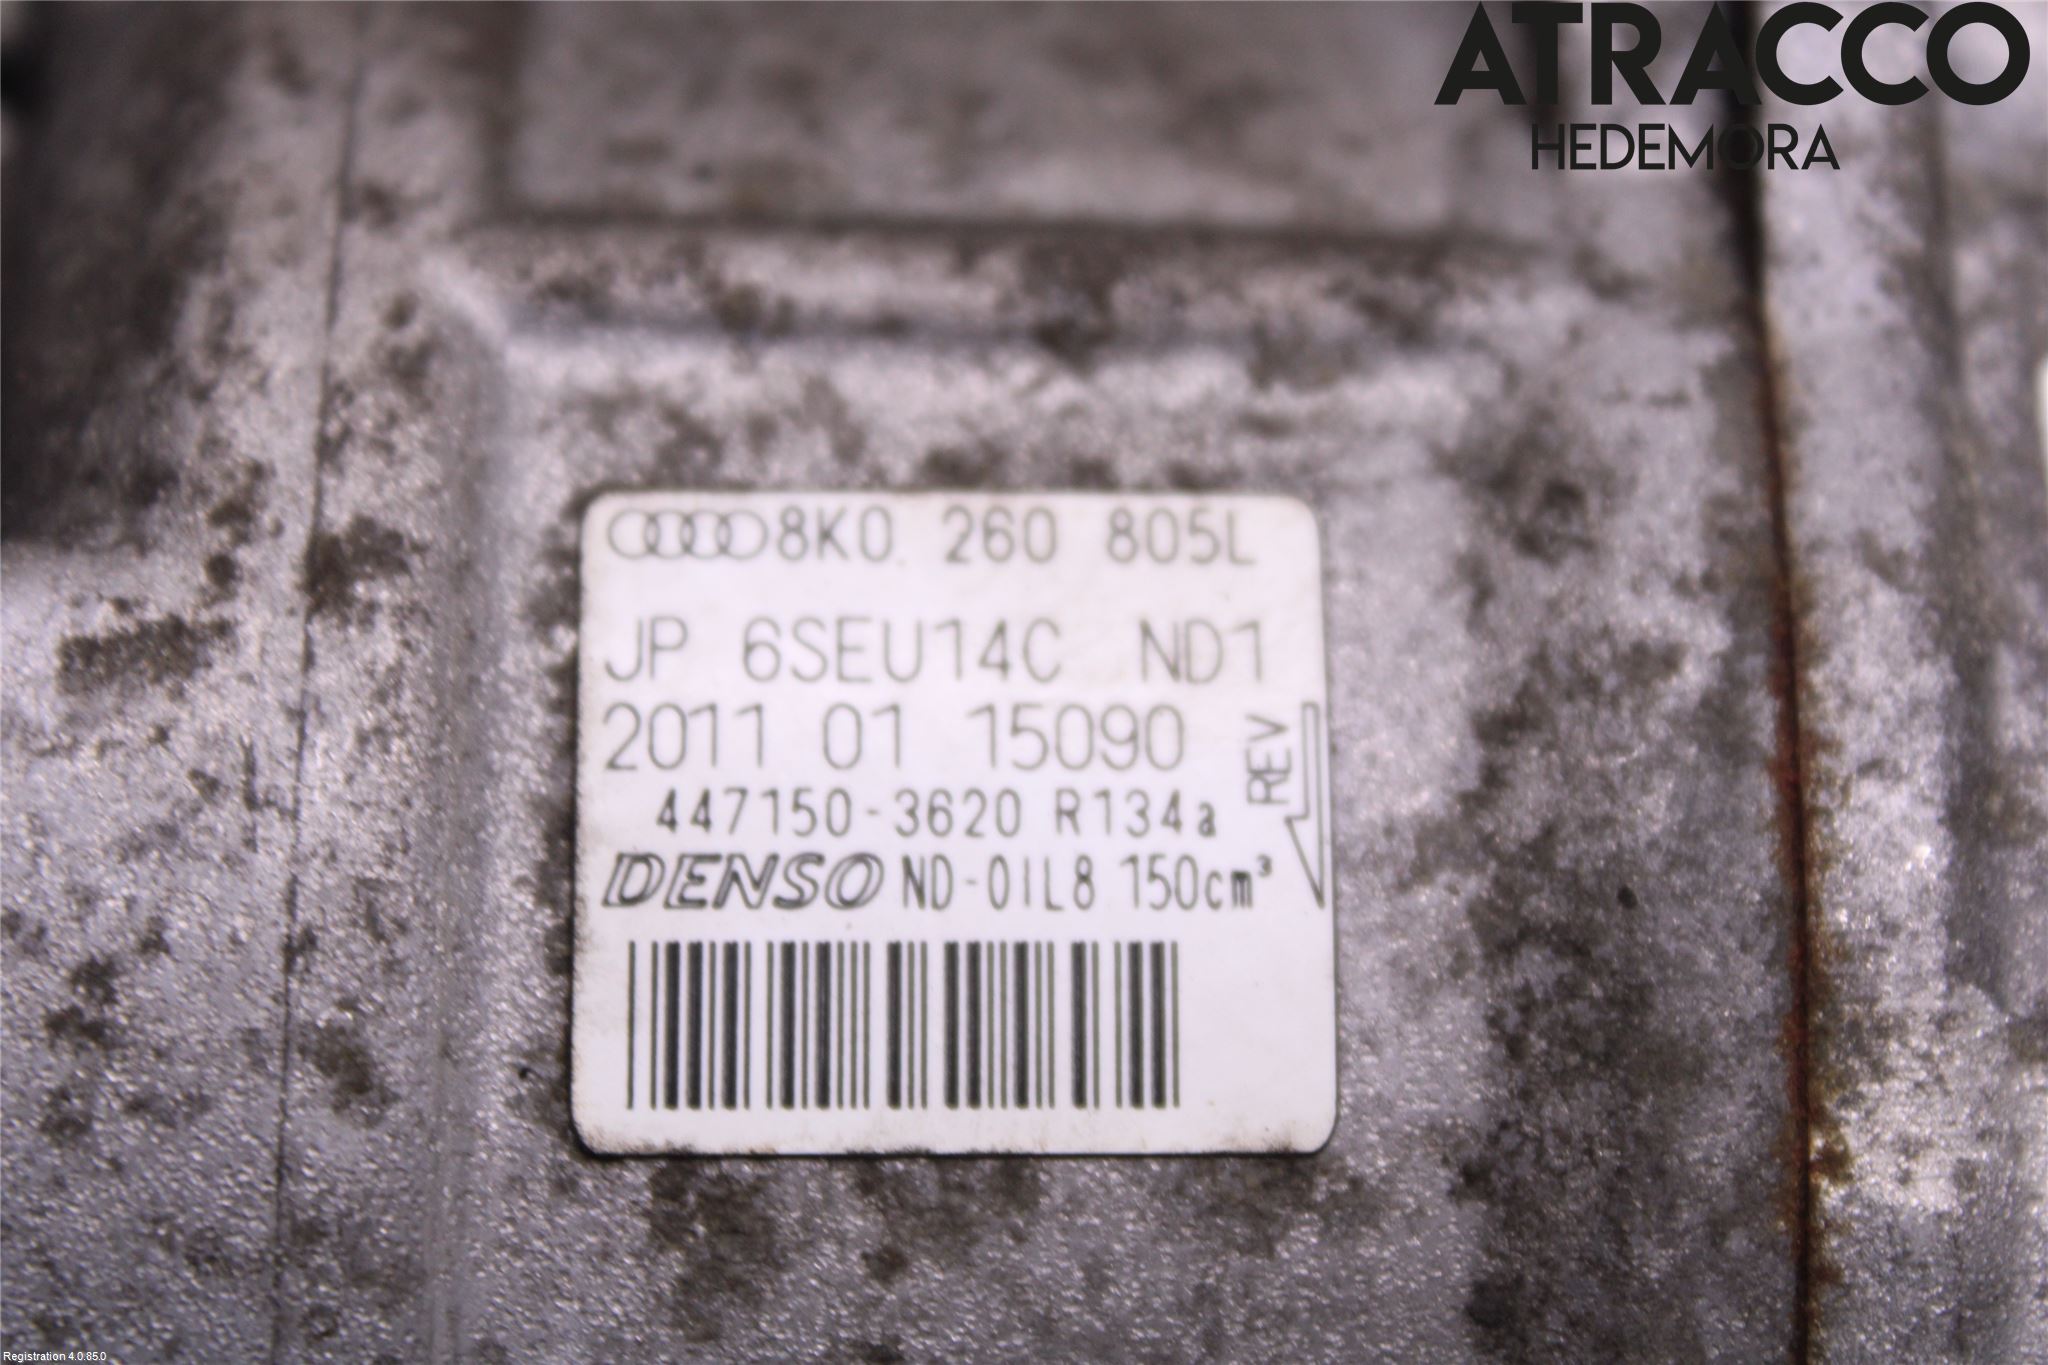 ATRACCO
HEDEMORA
8K0 260 805L
JP 6SEU14C ND1
2011 01 15090
REV
447150-3620 R134a
DENSO ND-OIL8 150cm³
Registration 4.0.85.0